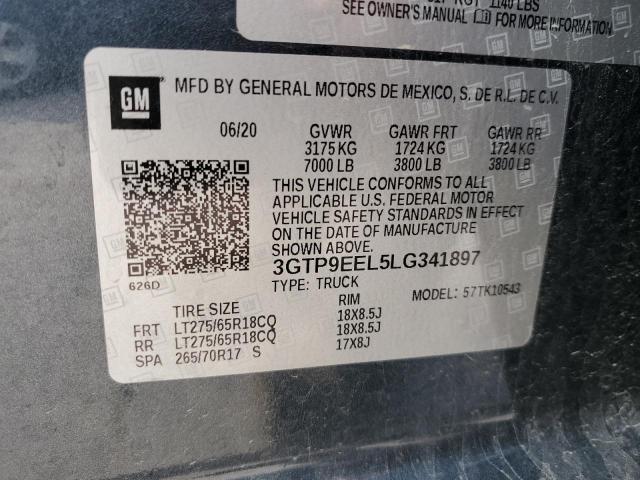 1140 LBS
SEE OWNER'S MANUAL FOR MORE INFORMATION
GM
MFD BY GENERAL MOTORS DE MEXICO, S. DE R.L. DE C.V.
06/20 GVWR GAWR FRT GAWR RR
3175 KG 1724 KG 1724 KG
7000 LB 3800 LB 3800 LB
THIS VEHICLE CONFORMS TO ALL
APPLICABLE U.S. FEDERAL MOTOR
VEHICLE SAFETY STANDARDS IN EFFECT
ON THE DATE OF MANUFACTURE
SHOWN ABOVE.
3GTP9EEL5LG341897
626D
TYPE: TRUCK MODEL: 57TK10543
TIRE SIZE RIM
FRT LT275/65R18CQ 18X8.5J
RR LT275/65R18CQ 18X8.5J
SPA 265/70R17 S 17X8J